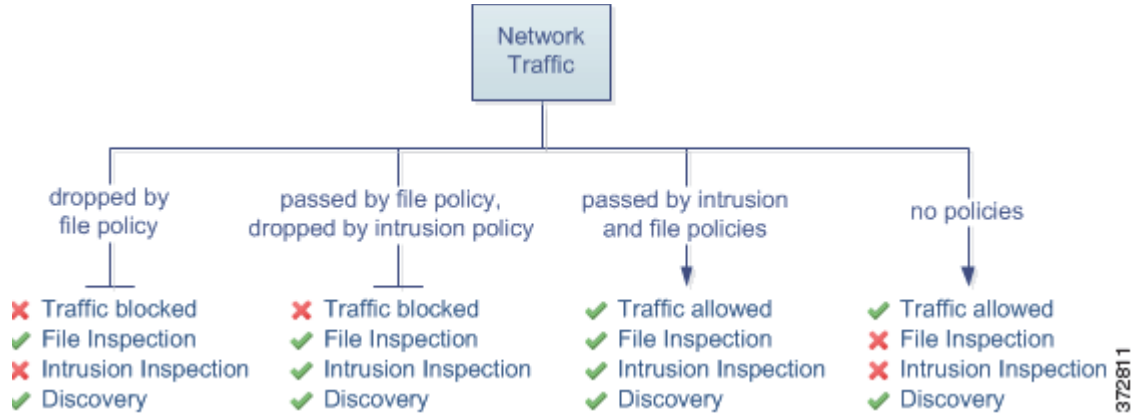 Network
Traffic
dropped by
file policy
passed by file policy,
dropped by intrusion policy
passed by intrusion
and file policies
no policies
Traffic blocked
File Inspection
Intrusion Inspection
Discovery
Traffic blocked
File Inspection
Intrusion Inspection
Discovery
Traffic allowed
File Inspection
Intrusion Inspection
Discovery
Traffic allowed
File Inspection
Intrusion Inspection
Discovery
372811